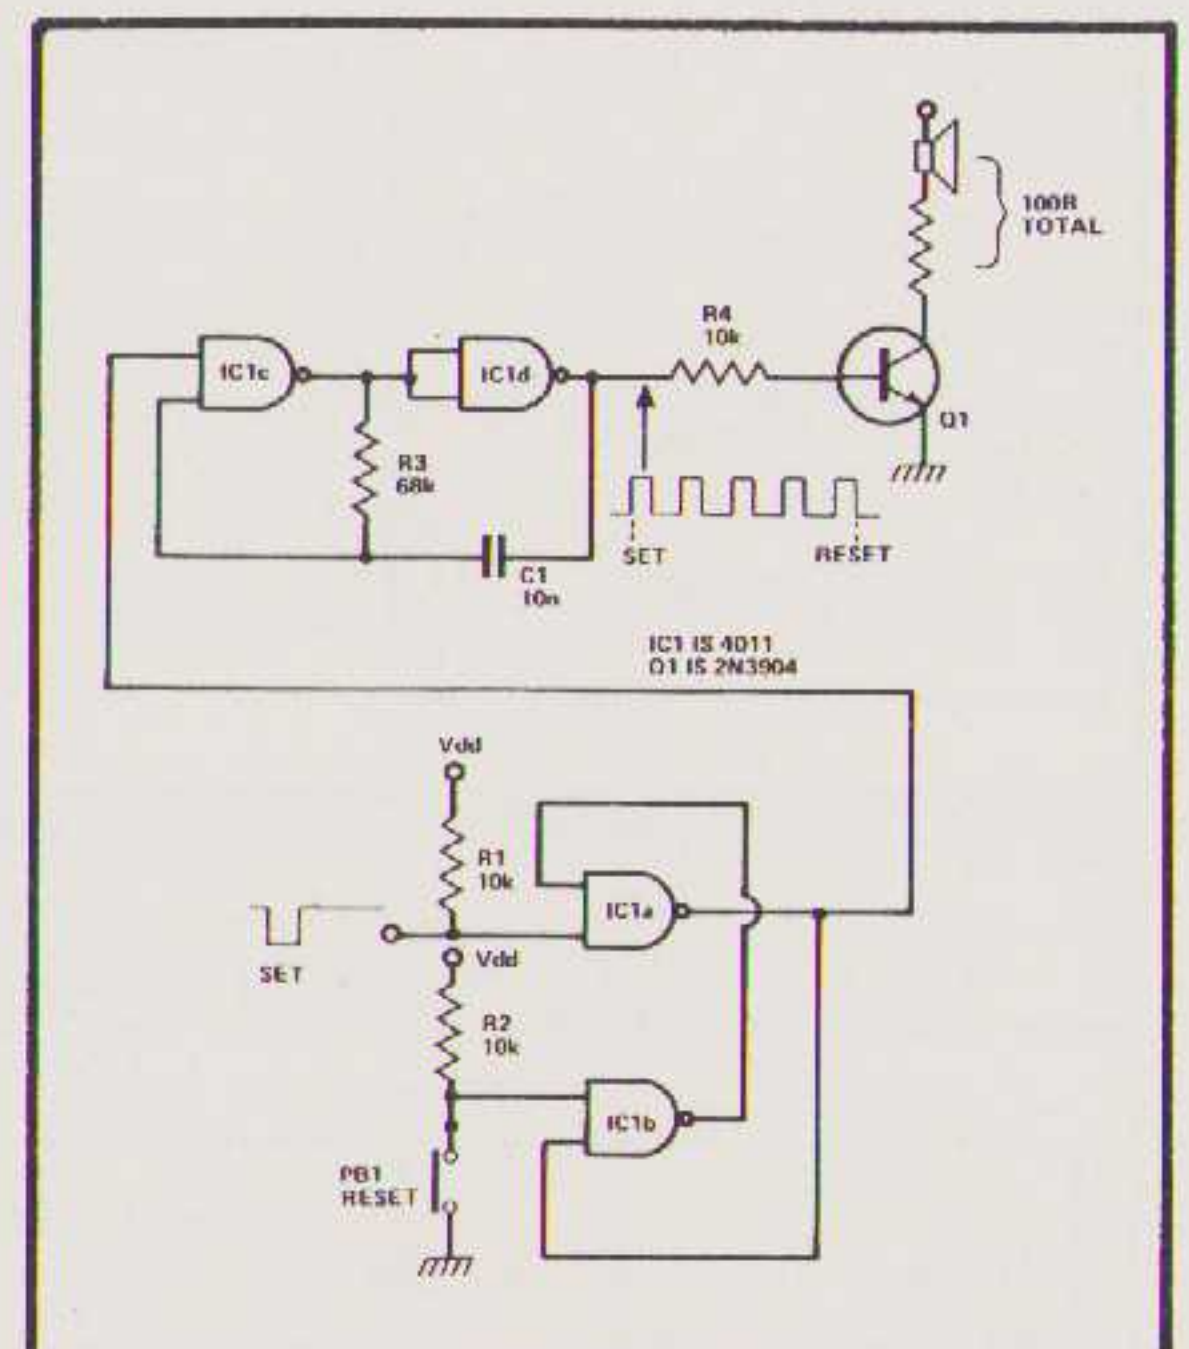 100R
TOTAL
R4
10k
IC1c
IC1d
Q1
R3
68k
SET
RESET
C1
10n
IC1 IS 4011
Q1 IS 2N3904
Vdd
R1
10k
IC1a
SET
Vdd
R2
10k
IC1b
PB1
RESET